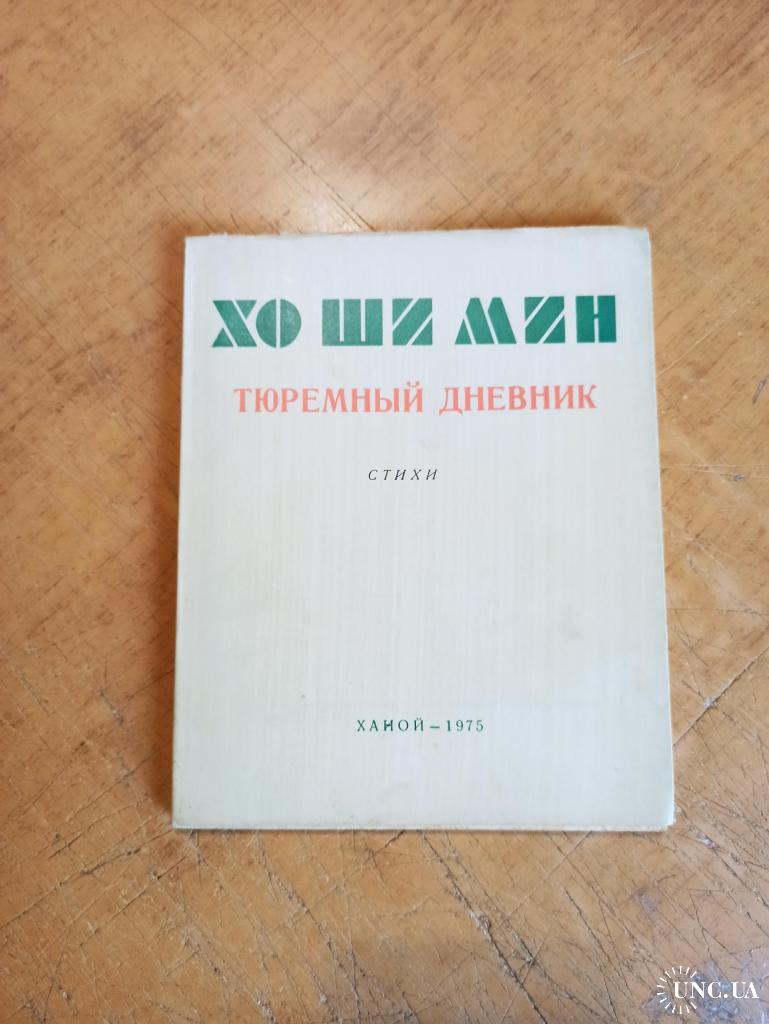 ХО ШИ МИН
ТЮРЕМНЫЙ ДНЕВНИК
СТИХИ
ХАНОЙ — 1975
UNC.UA